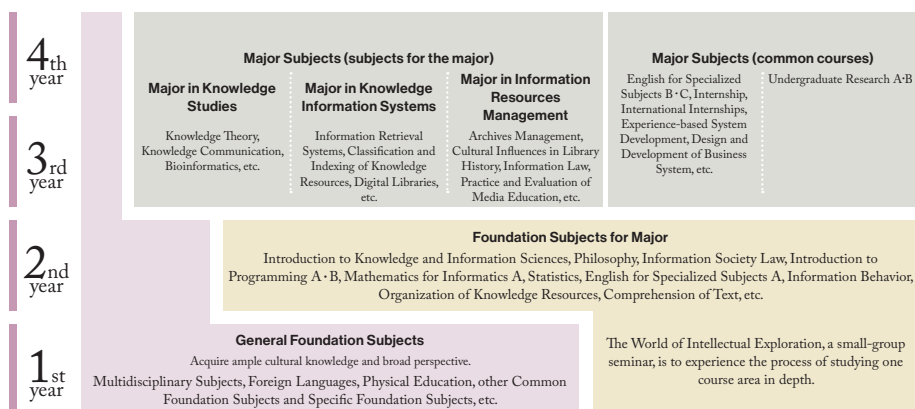 4th
year
3rd
year
2nd
year
1st
year
Major Subjects (subjects for the major)
Major in Knowledge
Studies
Knowledge Theory,
Knowledge Communication,
Bioinformatics, etc.
Major in Knowledge
Information Systems
Information Retrieval
Systems, Classification and
Indexing of Knowledge
Resources, Digital Libraries,
etc.
Major in Information
Resources
Management
Archives Management,
Cultural Influences in Library
History, Information Law,
Practice and Evaluation of
Media Education, etc.
Major Subjects (common courses)
English for Specialized
Subjects B・C, Internship,
International Internships,
Experience-based System
Development, Design and
Development of Business
System, etc.
Undergraduate Research A・B
Foundation Subjects for Major
Introduction to Knowledge and Information Sciences, Philosophy, Information Society Law, Introduction to
Programming A・B, Mathematics for Informatics A, Statistics, English for Specialized Subjects A, Information Behavior,
Organization of Knowledge Resources, Comprehension of Text, etc.
General Foundation Subjects
Acquire ample cultural knowledge and broad perspective.
Multidisciplinary Subjects, Foreign Languages, Physical Education, other Common
Foundation Subjects and Specific Foundation Subjects, etc.
The World of Intellectual Exploration, a small-group
seminar, is to experience the process of studying one
course area in depth.